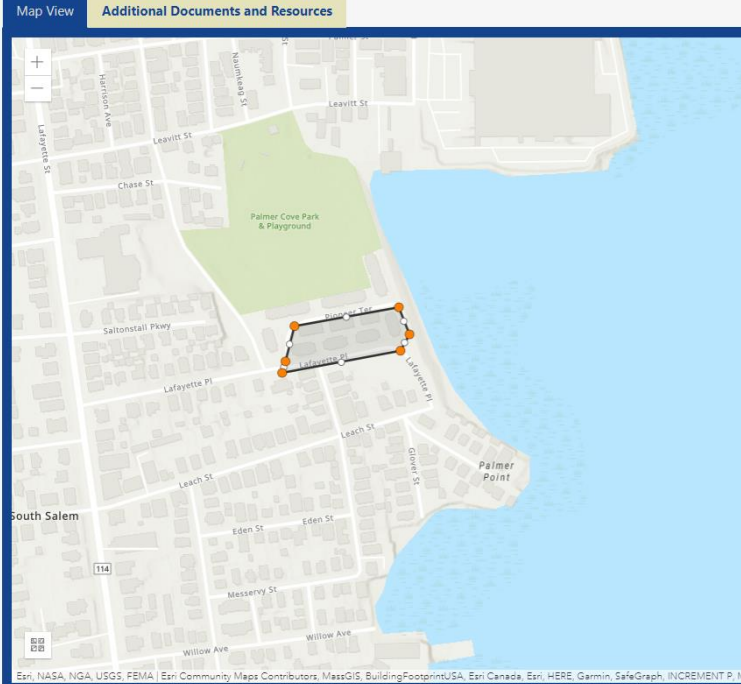 Map View
Additional Documents and Resources
St
Naumkeag St
Harrison Ave
Leavitt St
Lafayette St
Leavitt St
Chase St
Palmer Cove Park
& Playground
Pioneer Ter
Saltonstall Pkwy
Lafayette Pl
Lafayette Pl
Lafayette Pl
Leach St
Glover St
Palmer
Point
Leach St
South Salem
Eden St
Eden St
114
Messervy St
Willow Ave
Willow Ave
Esri, NASA, NGA, USGS, FEMA | Esri Community Maps Contributors, MassGIS, BuildingFootprintUSA, Esri Canada, Esri, HERE, Garmin, SafeGraph, INCREMENT P, M